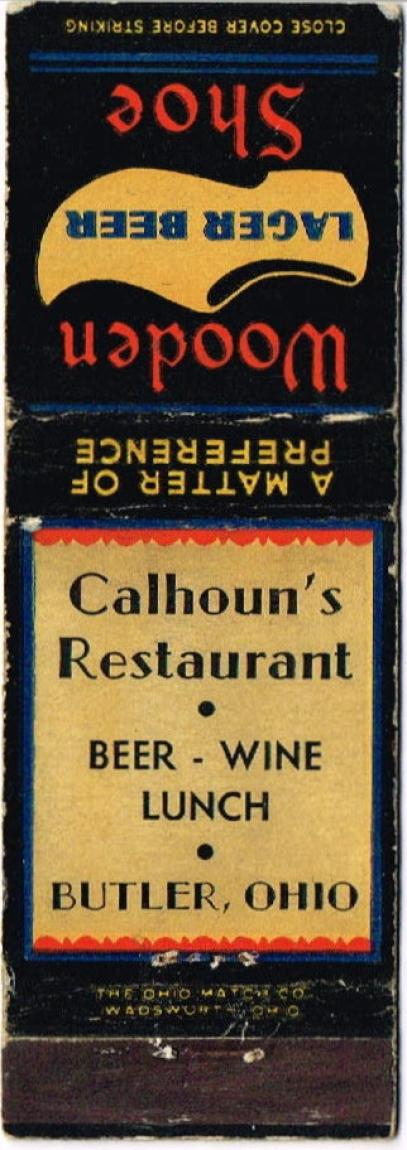 CLOSE COVER BEFORE STRIKING
Wooden
LAGER BEER
Shoe
A MATTER OF
PREFERENCE
Calhoun's
Restaurant
•
BEER - WINE
LUNCH
•
BUTLER, OHIO
THE OHIO MATCH CO.
WADSWORTH, OHIO